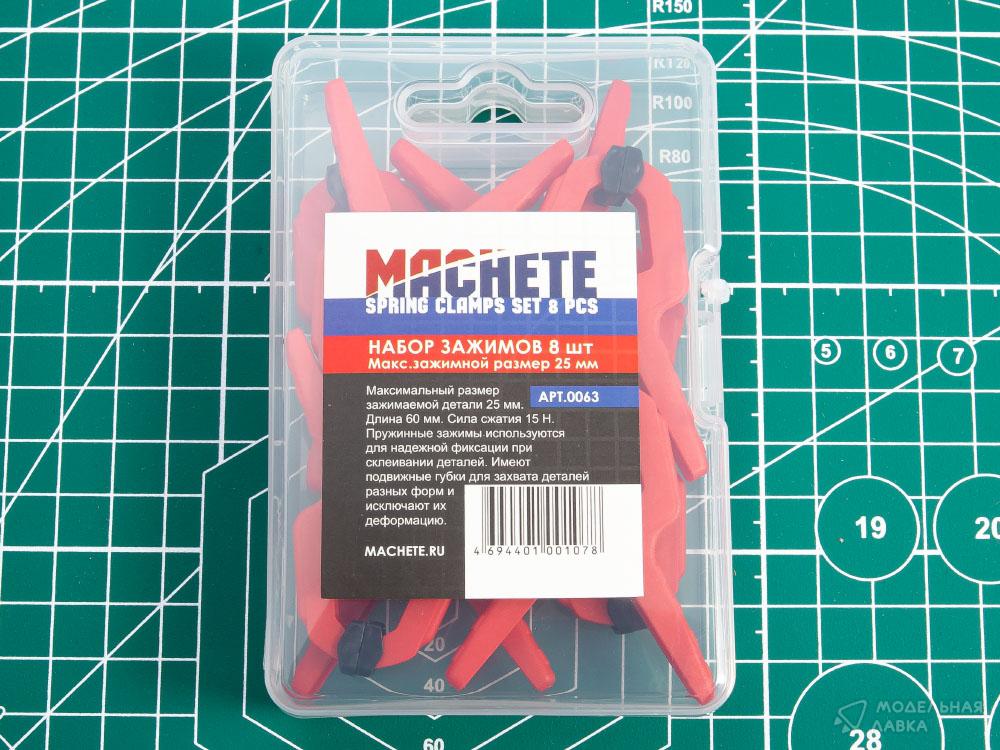 R150
R120
R100
R80
MACHETE
SPRING CLAMPS SET 8 PCS
НАБОР ЗАЖИМОВ 8 шт
Макс.зажимной размер 25 мм
АРТ.0063
Максимальный размер
зажимаемой детали 25 мм.
Длина 60 мм. Сила сжатия 15 Н.
Пружинные зажимы используются
для надежной фиксации при
склеивании деталей. Имеют
подвижные губки для захвата деталей
разных форм и
исключают их
деформацию.
MACHETE.RU
4 694401 001078
5 6 7
19 20
20
40
60
28
МОДЕЛЬНАЯ
ЛАВКА